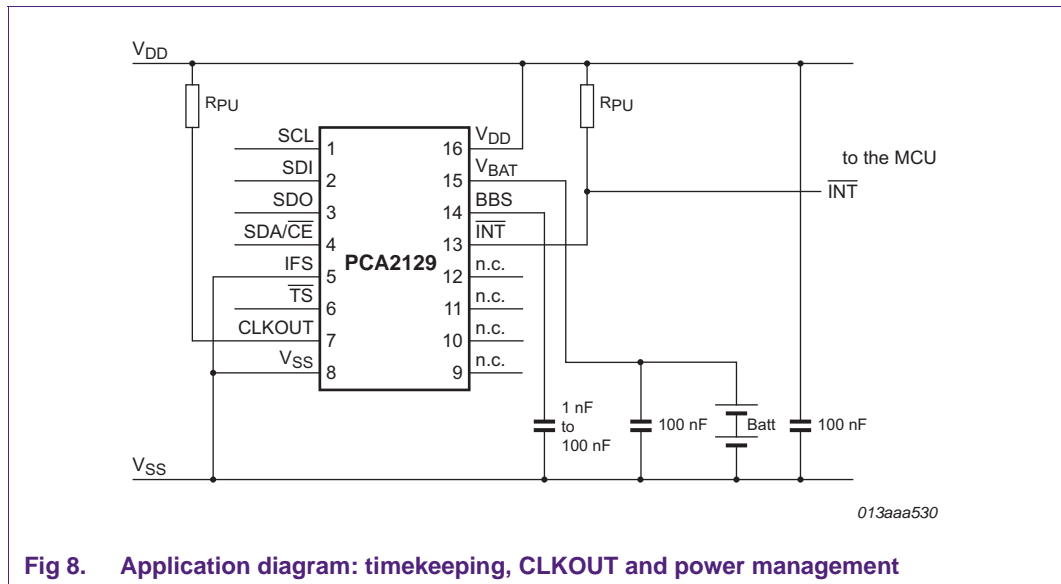 VDD
RPU
RPU
SCL
1
SDI
2
SDO
3
SDA/CE
4
IFS
5
TS
6
CLKOUT
7
VSS
8
PCA2129
16
VDD
15
VBAT
14
BBS
13
INT
12
n.c.
11
n.c.
10
n.c.
9
n.c.
to the MCU
INT
1 nF
to
100 nF
100 nF
Batt
100 nF
VSS
013aaa530
Fig 8. Application diagram: timekeeping, CLKOUT and power management